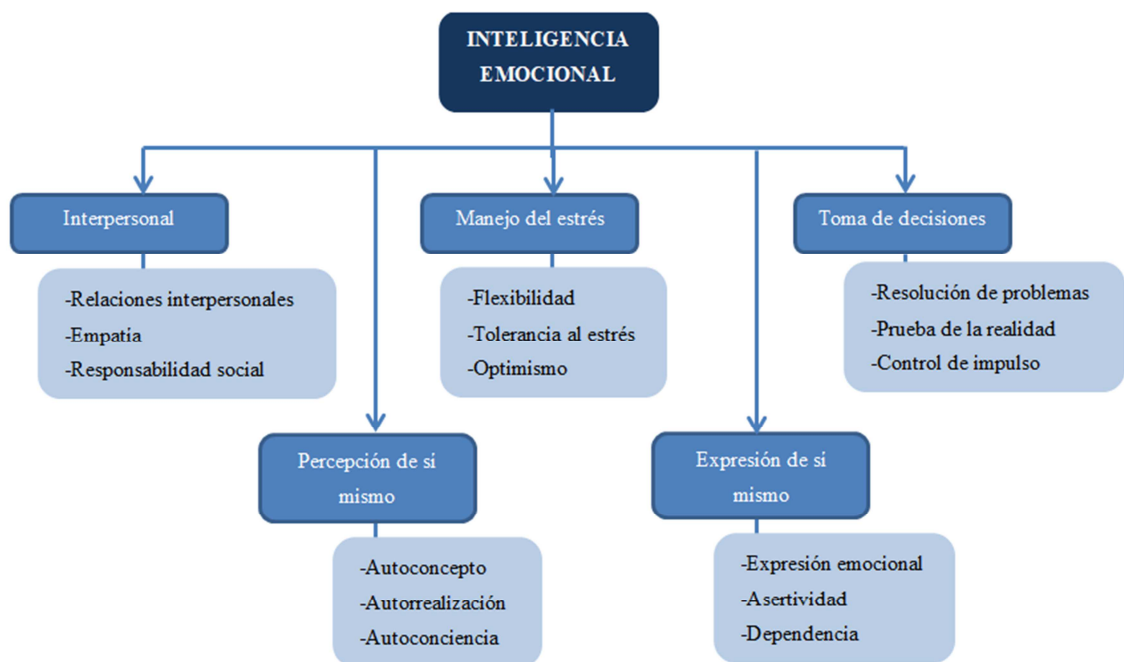 INTELIGENCIA
EMOCIONAL
Interpersonal
-Relaciones interpersonales
-Empatía
-Responsabilidad social
Manejo del estrés
-Flexibilidad
-Tolerancia al estrés
-Optimismo
Toma de decisiones
-Resolución de problemas
-Prueba de la realidad
-Control de impulso
Percepción de sí
mismo
-Autoconcepto
-Autorrealización
-Autoconciencia
Expresión de sí
mismo
-Expresión emocional
-Asertividad
-Dependencia